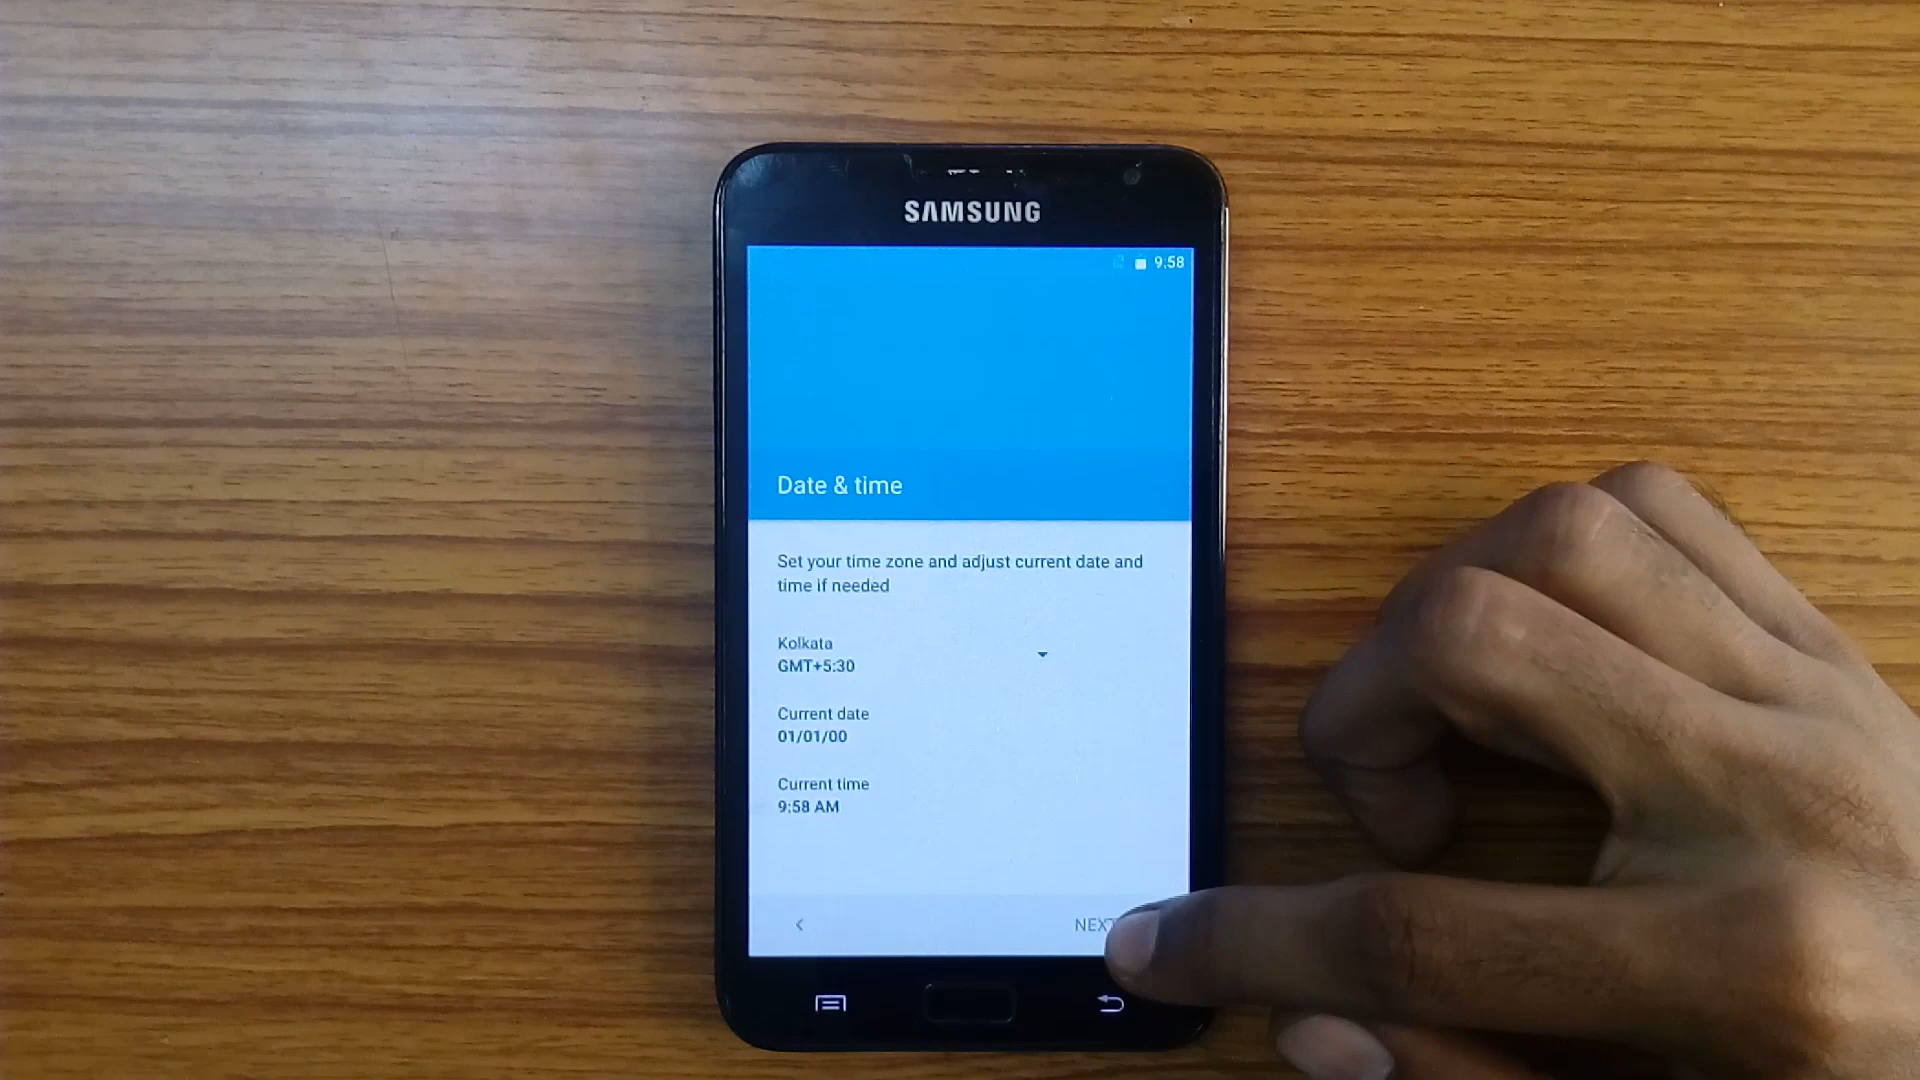 SAMSUNG
9:58
Date & time
Set your time zone and adjust current date and
time if needed
Kolkata
GMT+5:30
Current date
01/01/00
Current time
9:58 AM
NEXT